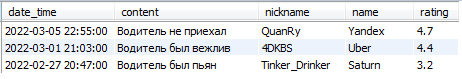 date_time content nickname name rating
2022-03-05 22:55:00 Водитель не приехал QuanRy Yandex 4.7
2022-03-01 21:03:00 Водитель был вежлив 4DKBS Uber 4.4
2022-02-27 20:47:00 Водитель был пьян Tinker_Drinker Saturn 3.2